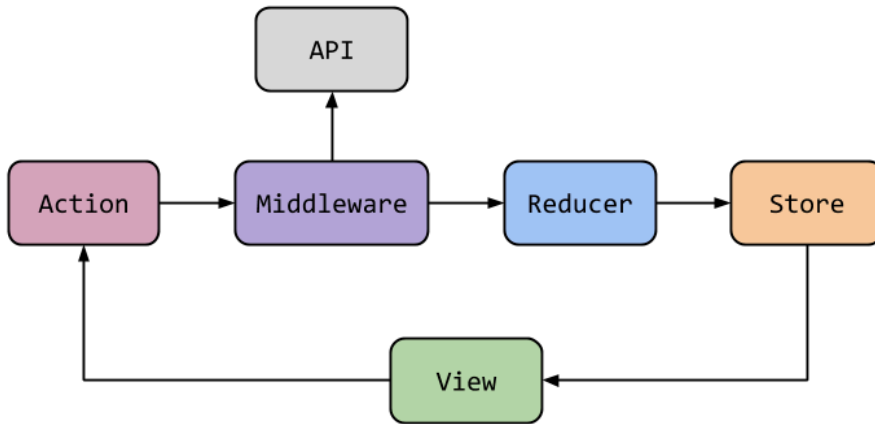 API
Action
Middleware
Reducer
Store
View